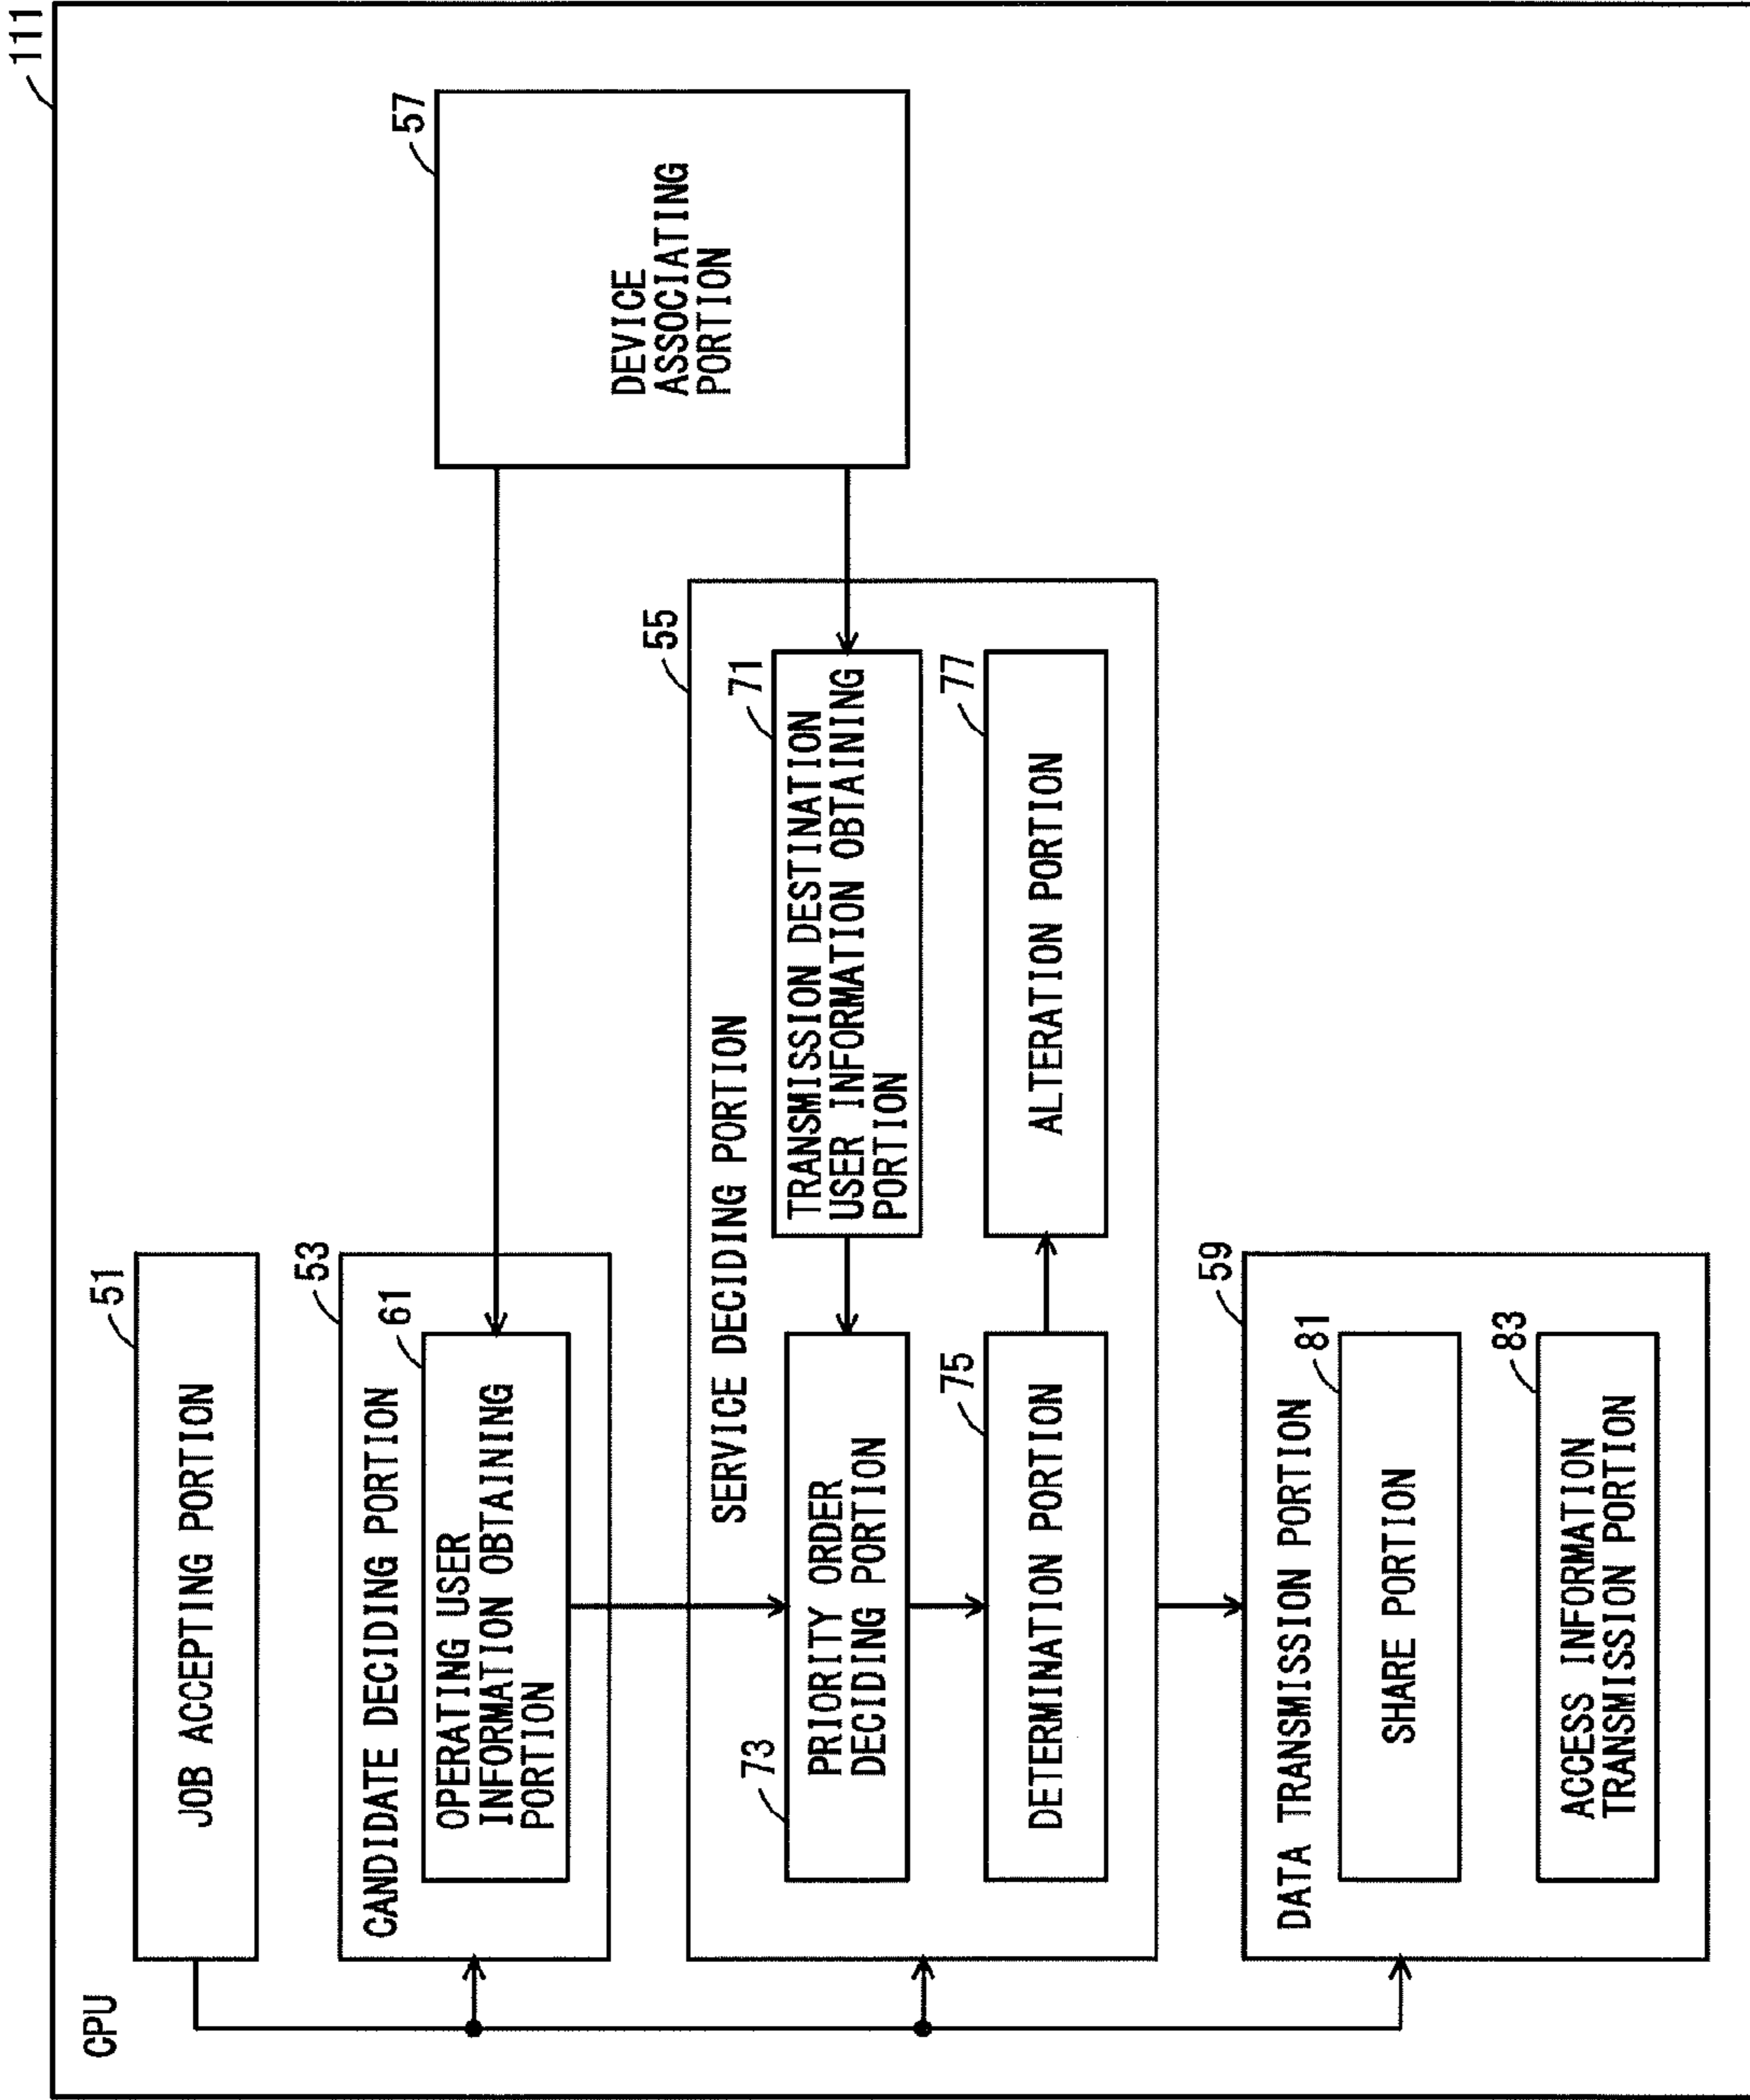 111
CPU
51
JOB ACCEPTING PORTION
53
CANDIDATE DECIDING PORTION
61
OPERATING USER
INFORMATION OBTAINING
PORTION
57
DEVICE
ASSOCIATING
PORTION
55
SERVICE DECIDING PORTION
71
TRANSMISSION DESTINATION
USER INFORMATION OBTAINING
PORTION
73
PRIORITY ORDER
DECIDING PORTION
75
DETERMINATION PORTION
77
ALTERATION PORTION
59
DATA TRANSMISSION PORTION
81
SHARE PORTION
83
ACCESS INFORMATION
TRANSMISSION PORTION